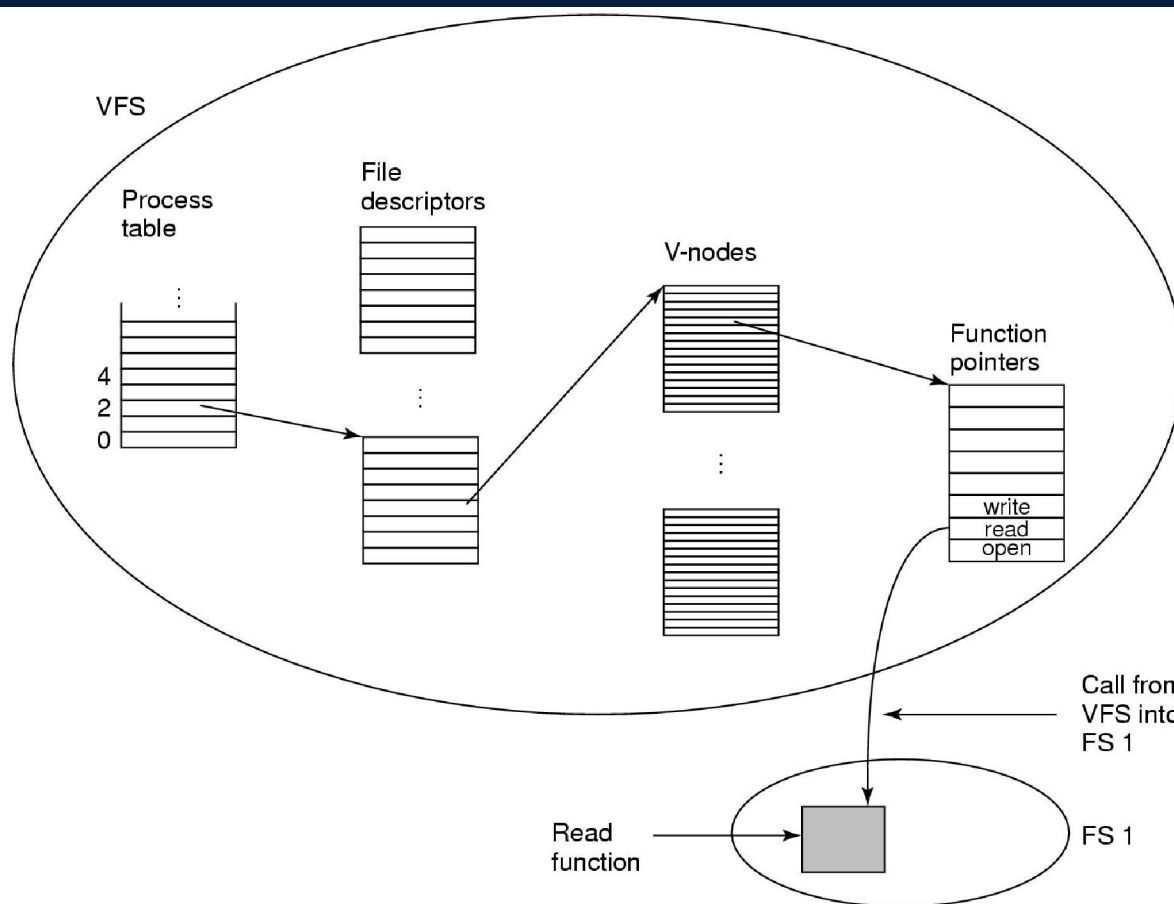 VFS
Process
table
⋮
4
2
0
File
descriptors
⋮
V-nodes
⋮
Function
pointers
write
read
open
Call from
VFS into
FS 1
Read
function
FS 1